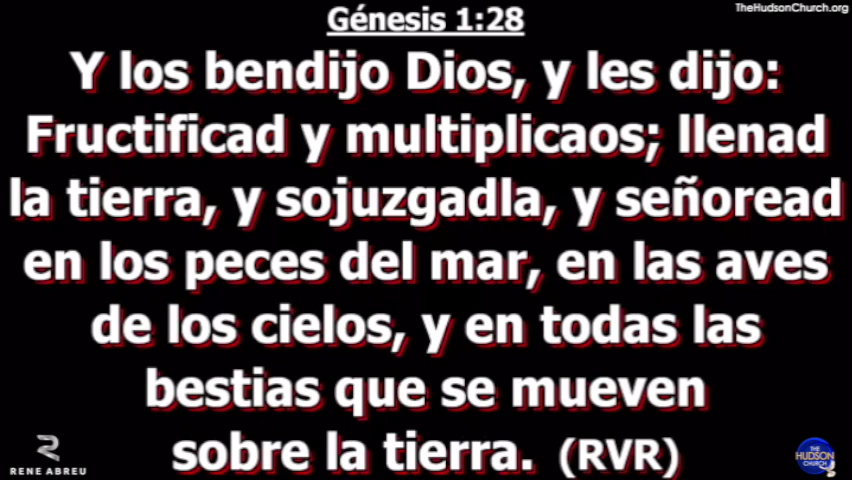 TheHudsonChurch.org
Génesis 1:28
Y los bendijo Dios, y les dijo:
Fructificad y multiplicaos; llenad
la tierra, y sojuzgadla, y señoread
en los peces del mar, en las aves
de los cielos, y en todas las
bestias que se mueven
sobre la tierra. (RVR)
RENE ABREU
THE
HUDSON
CHURCH